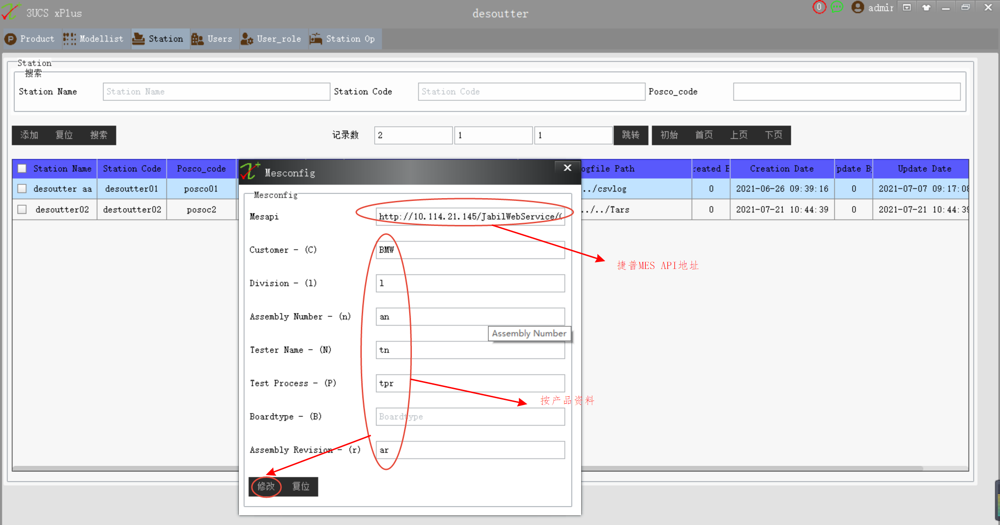 3UCS xPlus
desoutter
0
admir
Product
Modellist
Station
Users
User_role
Station Op
Station
搜索
Station Name
Station Name
Station Code
Station Code
Posco_code
添加
复位
搜索
记录数
2
1
1
跳转
初始
首页
上页
下页
Station Name
Station Code
Posco_code
ogfile Path
reated
Creation Date
pdate
Update Date
desoutter aa
desoutter01
posco01
../csvlog
0
2021-06-26 09:39:16
0
2021-07-07 09:17:08
desoutter02
destoutter02
posoc2
../../Tars
0
2021-07-21 10:44:39
0
2021-07-21 10:44:39
Mesconfig
Mesconfig
Mesapi
http://10.114.21.145/JabilWebService/
捷普MES API地址
Customer - (C)
BMW
Division - (l)
l
Assembly Number - (n)
an
Assembly Number
Tester Name - (N)
tn
Test Process - (P)
tpr
按产品资料
Boardtype - (B)
Boardtype
Assembly Revision - (r)
ar
修改
复位